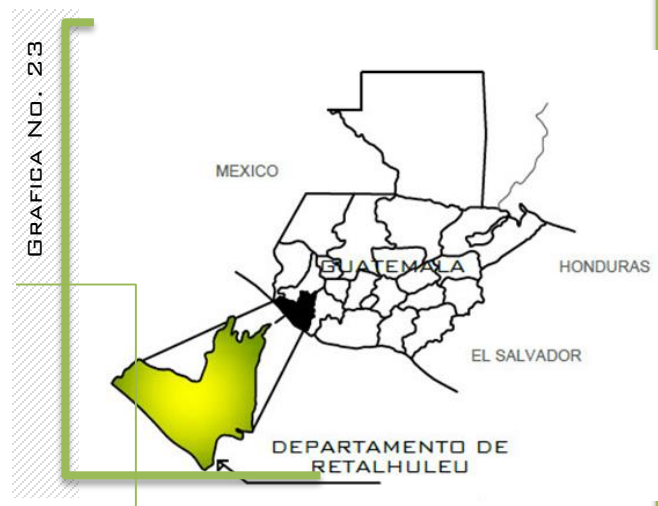 GRAFICA NO. 23
MEXICO
GUATEMALA
HONDURAS
EL SALVADOR
DEPARTAMENTO DE
RETALHULEU